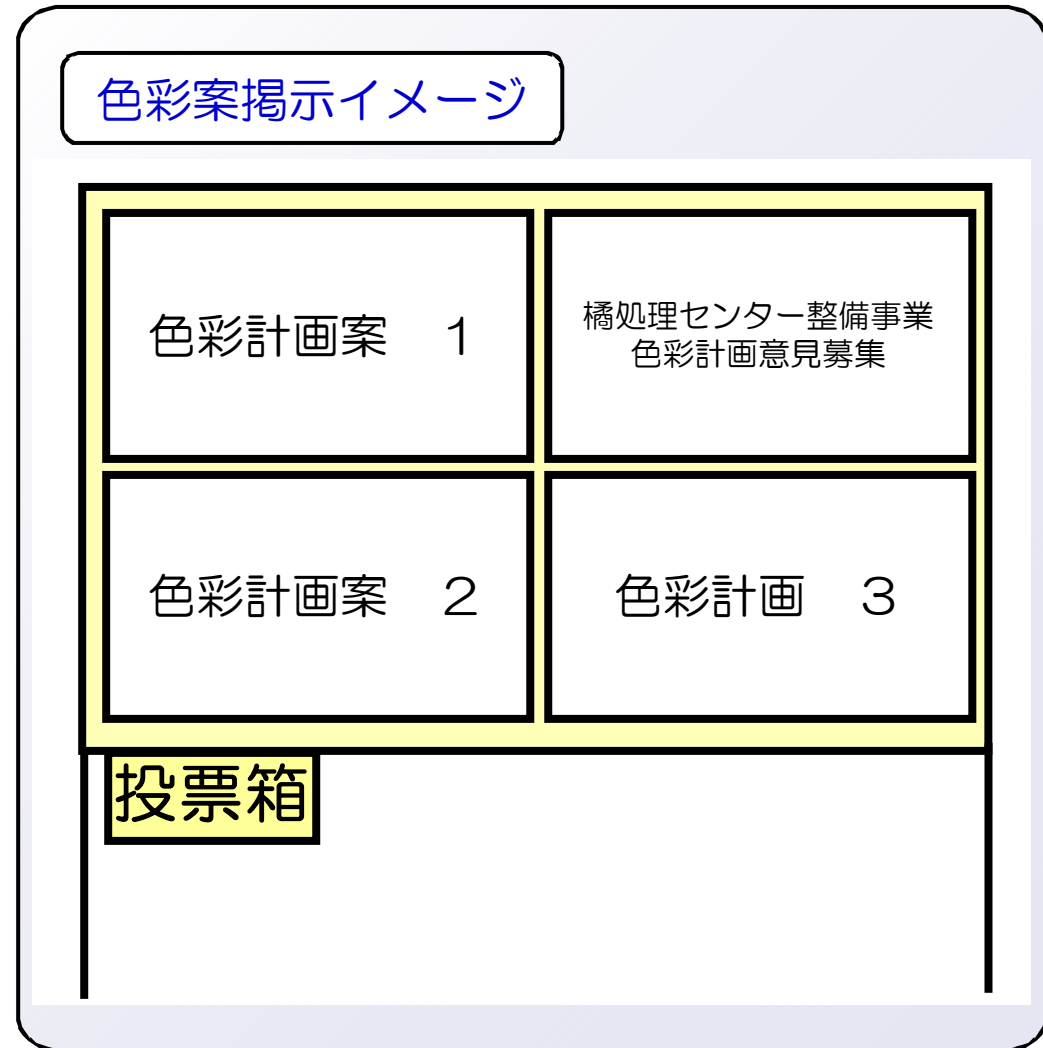 色彩案掲示イメージ
色彩計画案　1
橘処理センター整備事業
色彩計画意見募集
色彩計画案　2
色彩計画　3
投票箱